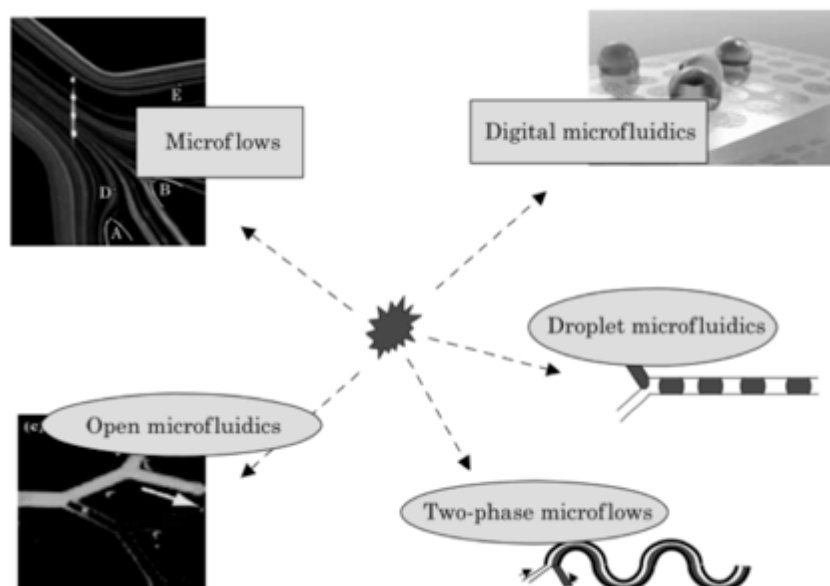 E
Microflows
Digital microfluidics
D
B
A
Droplet microfluidics
(c)
Open microfluidics
Two-phase microflows